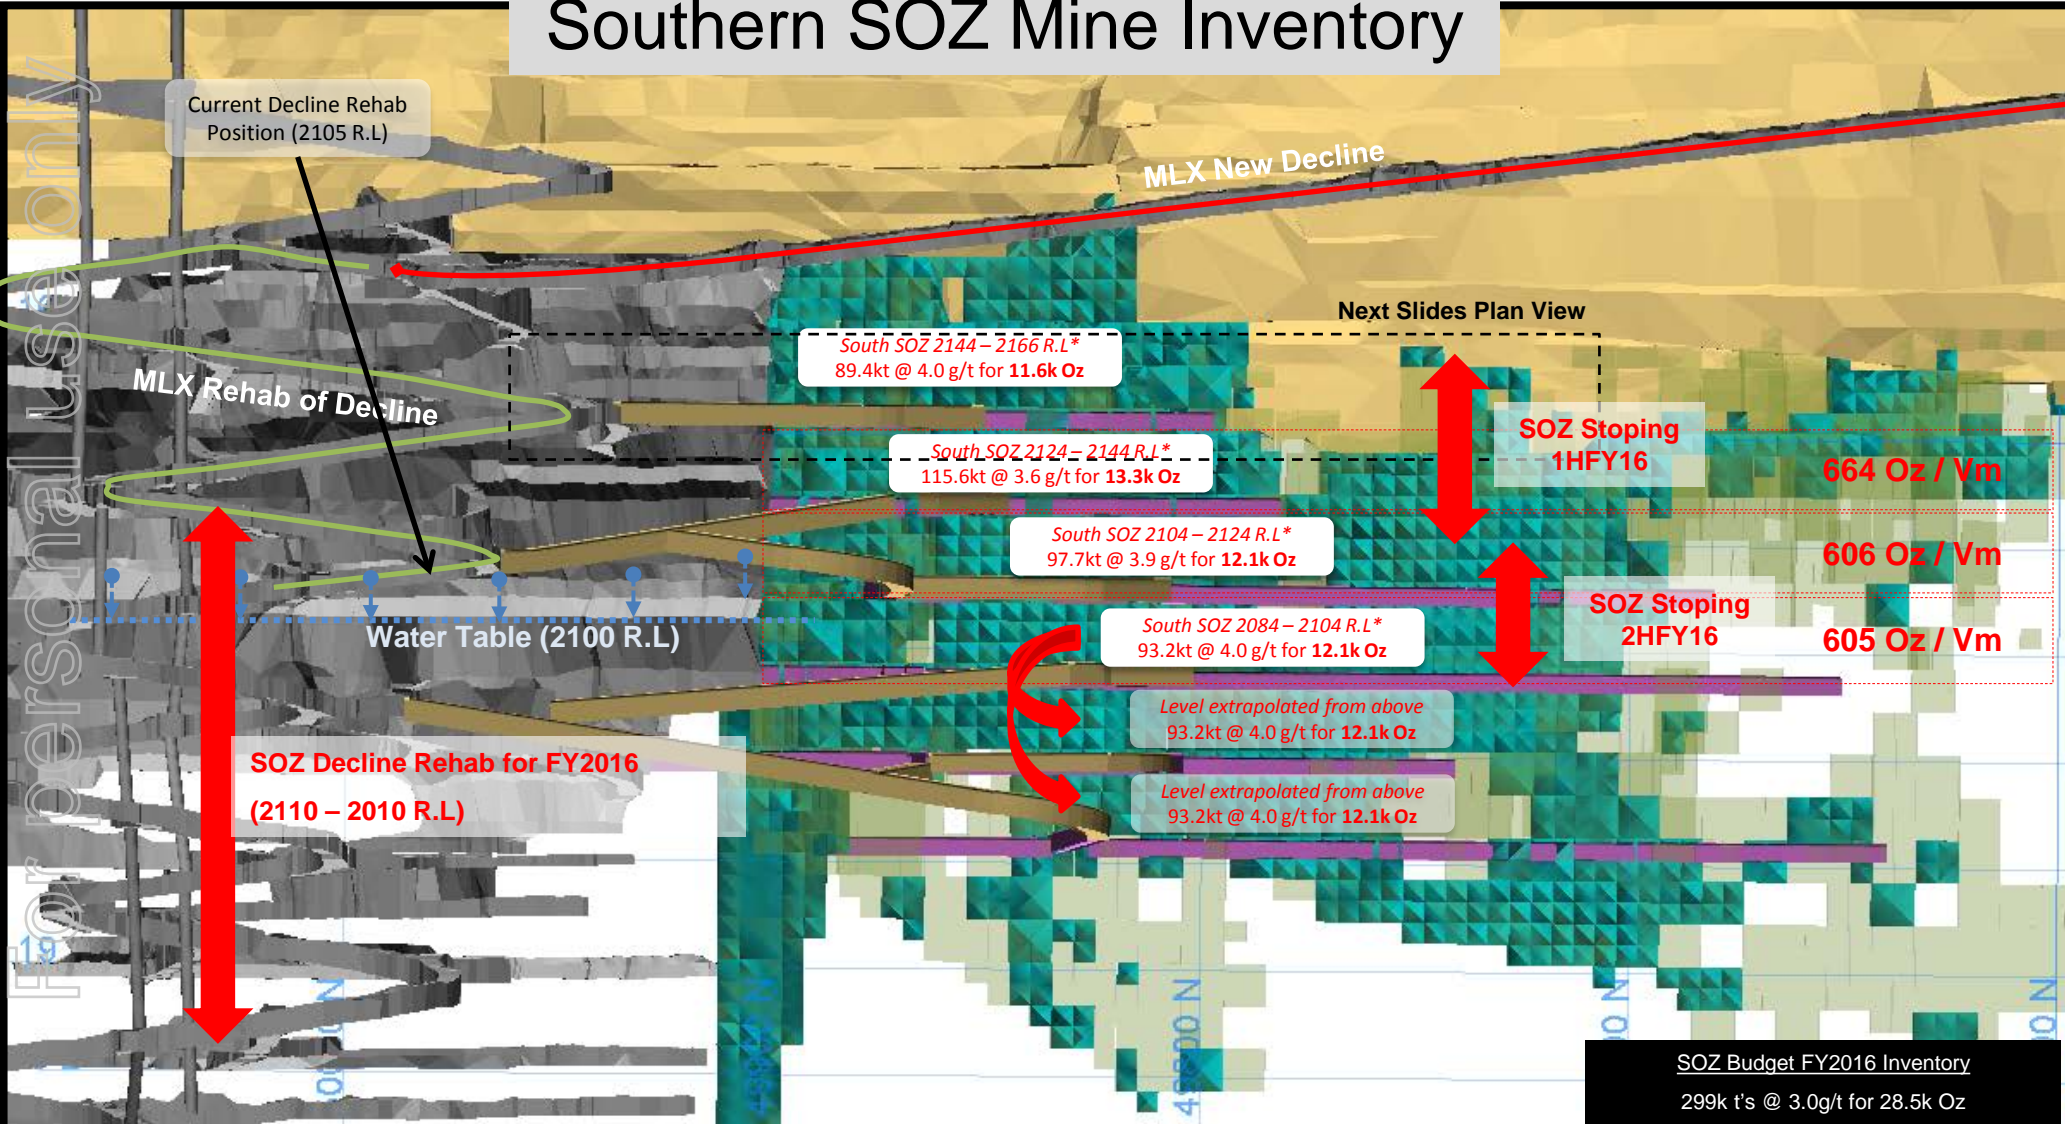 Southern SOZ Mine Inventory
For personal use only
Current Decline Rehab
Position (2105 R.L)
MLX New Decline
Next Slides Plan View
South SOZ 2144 – 2166 R.L*
89.4kt @ 4.0 g/t for 11.6k Oz
MLX Rehab of Decline
SOZ Stoping
1HFY16
South SOZ 2124 – 2144 R.L*
115.6kt @ 3.6 g/t for 13.3k Oz
664 Oz / Vm
South SOZ 2104 – 2124 R.L*
97.7kt @ 3.9 g/t for 12.1k Oz
606 Oz / Vm
SOZ Stoping
2HFY16
Water Table (2100 R.L)
South SOZ 2084 – 2104 R.L*
93.2kt @ 4.0 g/t for 12.1k Oz
605 Oz / Vm
Level extrapolated from above
93.2kt @ 4.0 g/t for 12.1k Oz
SOZ Decline Rehab for FY2016
(2110 – 2010 R.L)
Level extrapolated from above
93.2kt @ 4.0 g/t for 12.1k Oz
SOZ Budget FY2016 Inventory
299k t's @ 3.0g/t for 28.5k Oz